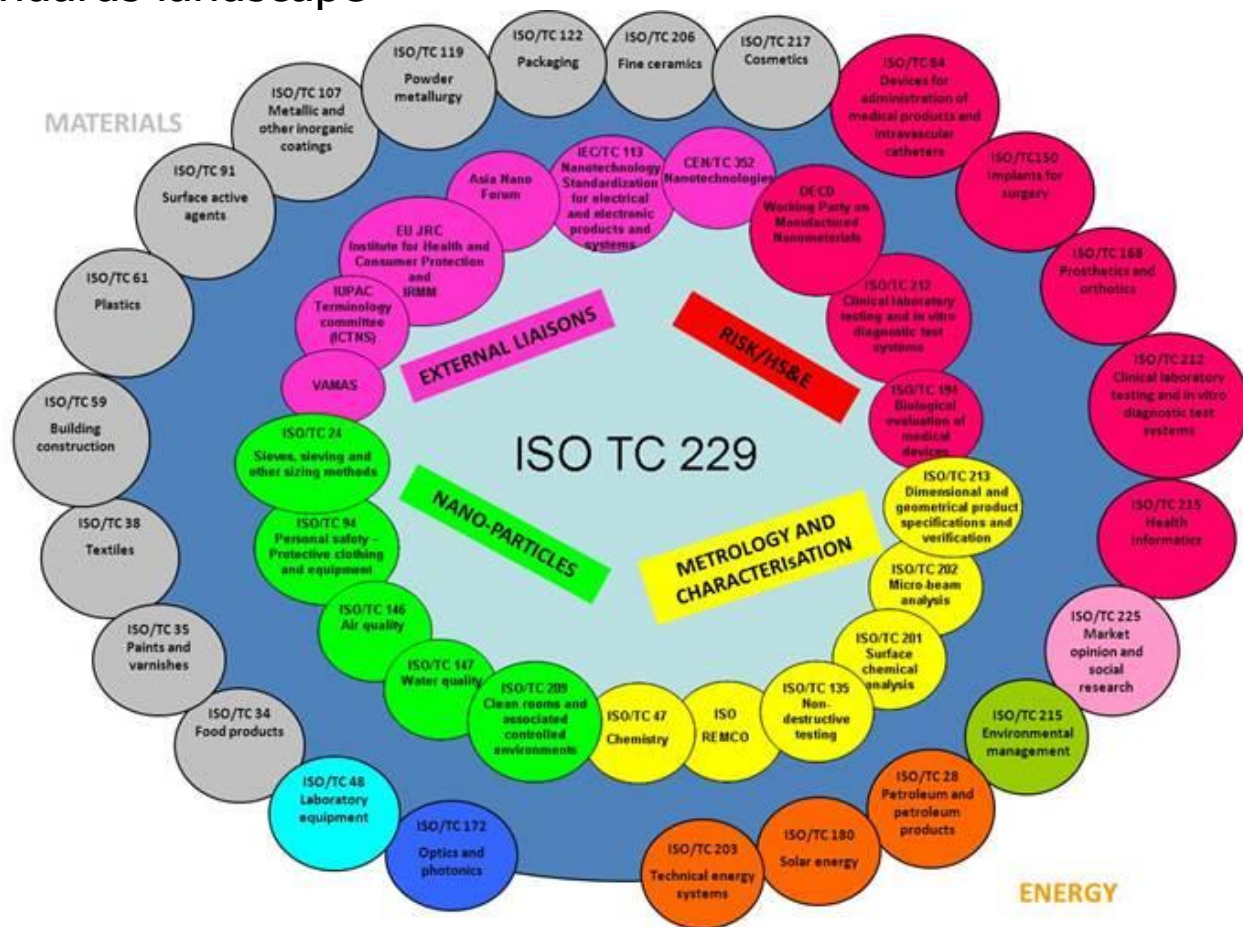 ISO/TC 122
Packaging
ISO/TC 206
Fine ceramics
ISO/TC 217
Cosmetics
ISO/TC 119
Powder
metallurgy
ISO/TC 84
Devices for
administration of
medical products and
intravascular
catheters
ISO/TC 107
Metallic and
other inorganic
coatings
MATERIALS
IEC/TC 113
Nanotechnology
Standardization
for electrical
and electronic
products and
systems
CEN/TC 352
Nanotechnologies
ISO/TC150
Implants for
surgery
Asia Nano
Forum
OECD
Working Party on
Manufactured
Nanomaterials
ISO/TC 91
Surface active
agents
EU JRC
Institute for Health and
Consumer Protection
and
IRMM
ISO/TC 168
Prosthetics and
orthotics
ISO/TC 61
Plastics
IUPAC
Terminology
committee
(ICTNS)
ISO/TC 212
Clinical laboratory
testing and in vitro
diagnostic test
systems
EXTERNAL LIAISONS
RISK/HS&E
VAMAS
ISO/TC 194
Biological
evaluation of
medical
devices
ISO/TC 212
Clinical laboratory
testing and in vitro
diagnostic test
systems
ISO/TC 59
Building
construction
ISO/TC 24
Sieves, sieving and
other sizing methods
ISO TC 229
ISO/TC 213
Dimensional and
geometrical product
specifications and
verification
NANO-PARTICLES
METROLOGY AND
CHARACTERIsATION
ISO/TC 94
Personal safety –
Protective clothing
and equipment
ISO/TC 38
Textiles
ISO/TC 215
Health
informatics
ISO/TC 202
Micro-beam
analysis
ISO/TC 146
Air quality
ISO/TC 201
Surface
chemical
analysis
ISO/TC 225
Market
opinion and
social
research
ISO/TC 35
Paints and
varnishes
ISO/TC 147
Water quality
ISO/TC 209
Clean rooms and
associated
controlled
environments
ISO/TC 47
Chemistry
ISO
REMCO
ISO/TC 135
Non-
destructive
testing
ISO/TC 34
Food products
ISO/TC 215
Environmental
management
ISO/TC 48
Laboratory
equipment
ISO/TC 28
Petroleum and
petroleum
products
ISO/TC 172
Optics and
photonics
ISO/TC 203
Technical energy
systems
ISO/TC 180
Solar energy
ENERGY